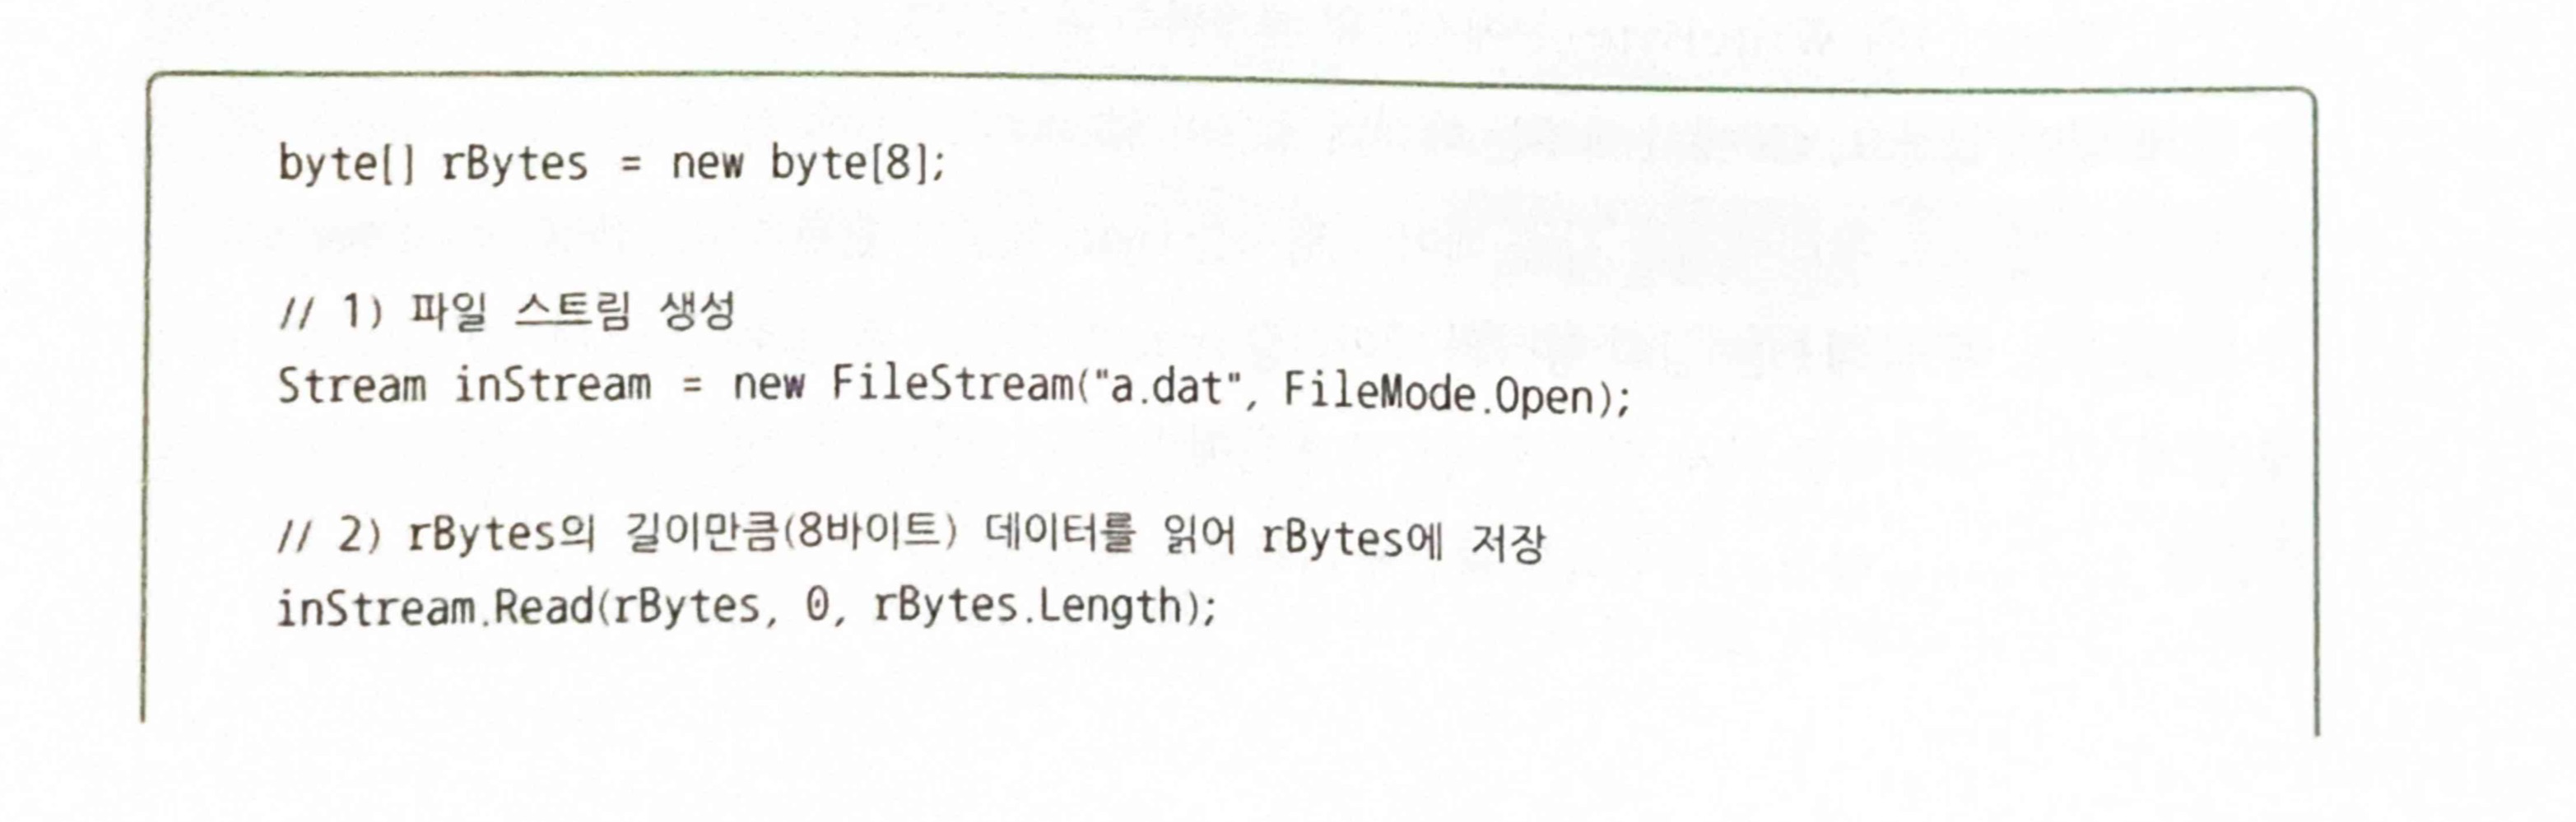 byte[] rBytes = new byte[8];
// 1) 파일 스트림 생성
Stream inStream = new FileStream("a.dat", FileMode.Open);
// 2) rBytes의 길이만큼(8바이트) 데이터를 읽어 rBytes에 저장
inStream.Read(rBytes, 0, rBytes.Length);